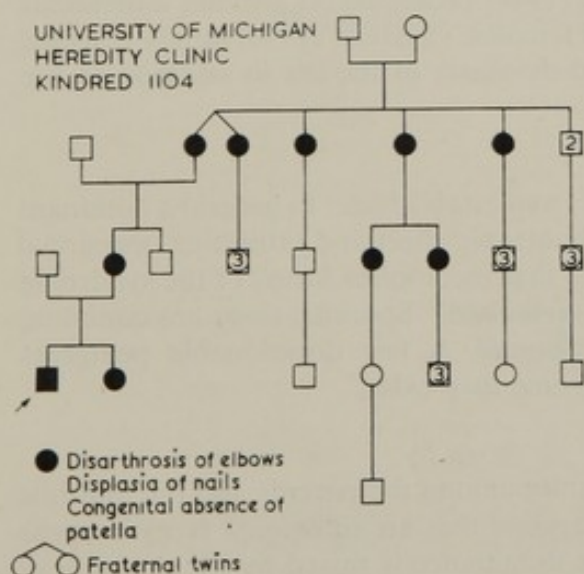 UNIVERSITY OF MICHIGAN
HEREDITY CLINIC
KINDRED 1104
2
3
3
3
3
Disarthrosis of elbows
Displasia of nails
Congenital absence of
patella
Fraternal twins